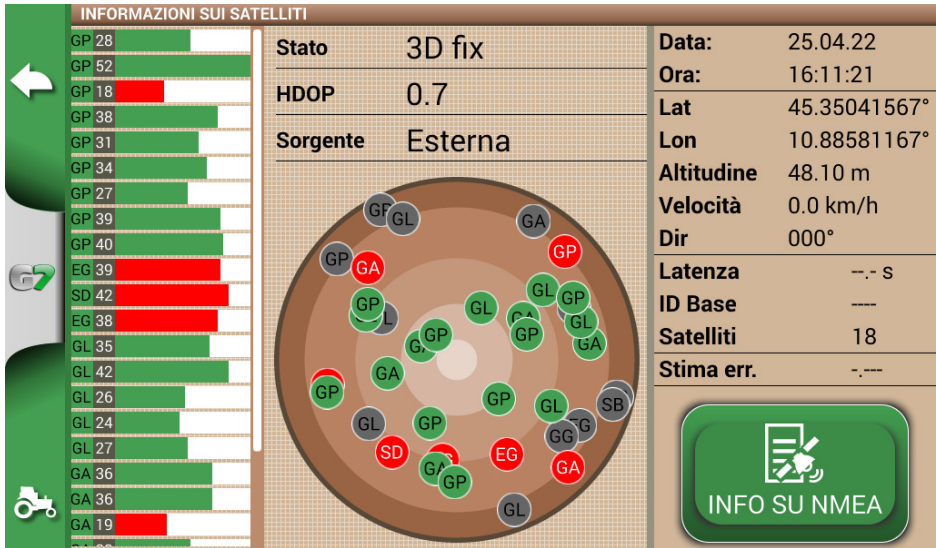 INFORMAZIONI SUI SATELLITI
GP 28
GP 52
GP 18
GP 38
GP 31
GP 34
GP 27
GP 39
GP 40
EG 39
SD 42
EG 38
GL 35
GL 42
GL 26
GL 24
GL 27
GA 36
GA 36
GA 19
G7
Stato 3D fix
HDOP 0.7
Sorgente Esterna
GL
GA
GP
GP
GA
GL
GP
GP
GL
GL
GP
GP
GA
GA
GP
GP
GL
SB
GL
GP
GG
SD
EG
GA
GA
GP
GL
Data: 25.04.22
Ora: 16:11:21
Lat 45.35041567°
Lon 10.88581167°
Altitudine 48.10 m
Velocità 0.0 km/h
Dir 000°
Latenza --.- s
ID Base ----
Satelliti 18
Stima err. -.---
INFO SU NMEA